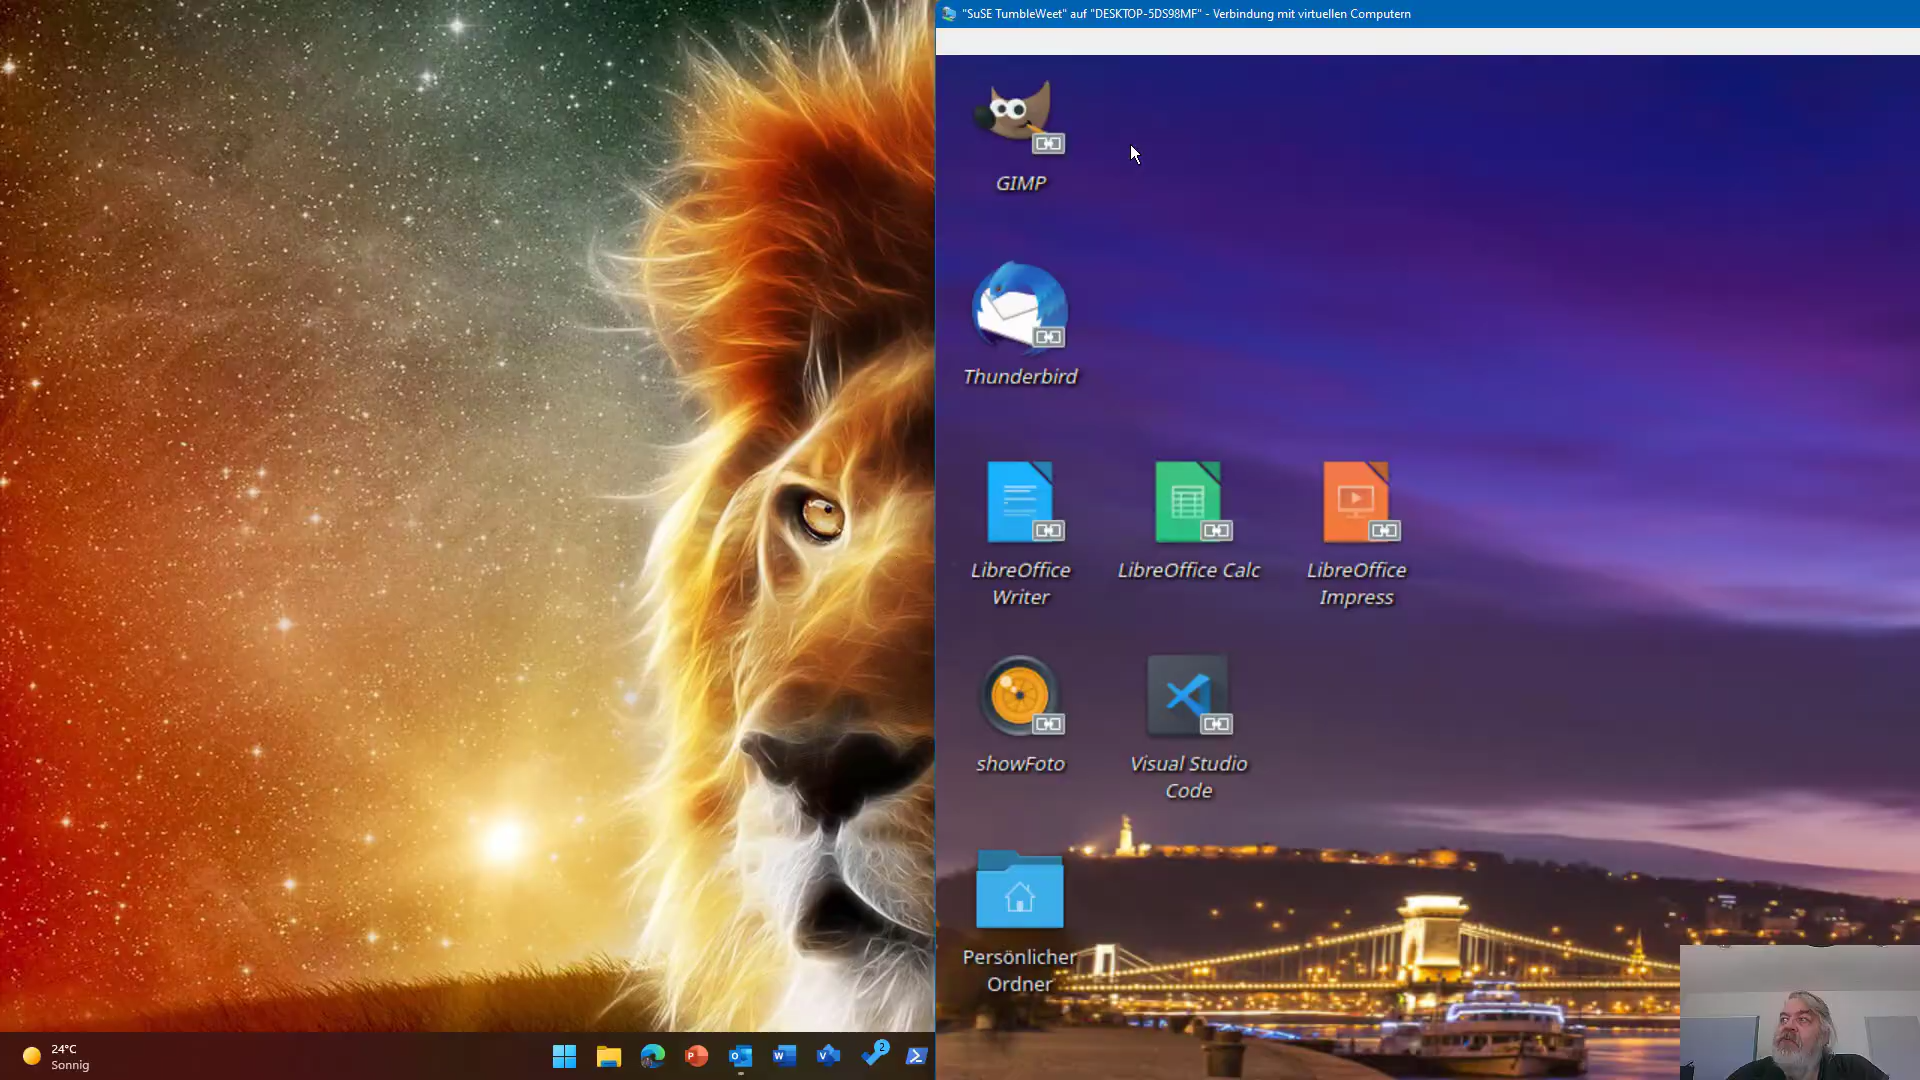 "SuSE TumbleWeet" auf "DESKTOP-5DS98MF" - Verbindung mit virtuellen Computern
GIMP
Thunderbird
LibreOffice
Writer
LibreOffice Calc
LibreOffice
Impress
showFoto
Visual Studio
Code
Persönlicher
Ordner
24°C
Sonnig
P
O
W
V
2